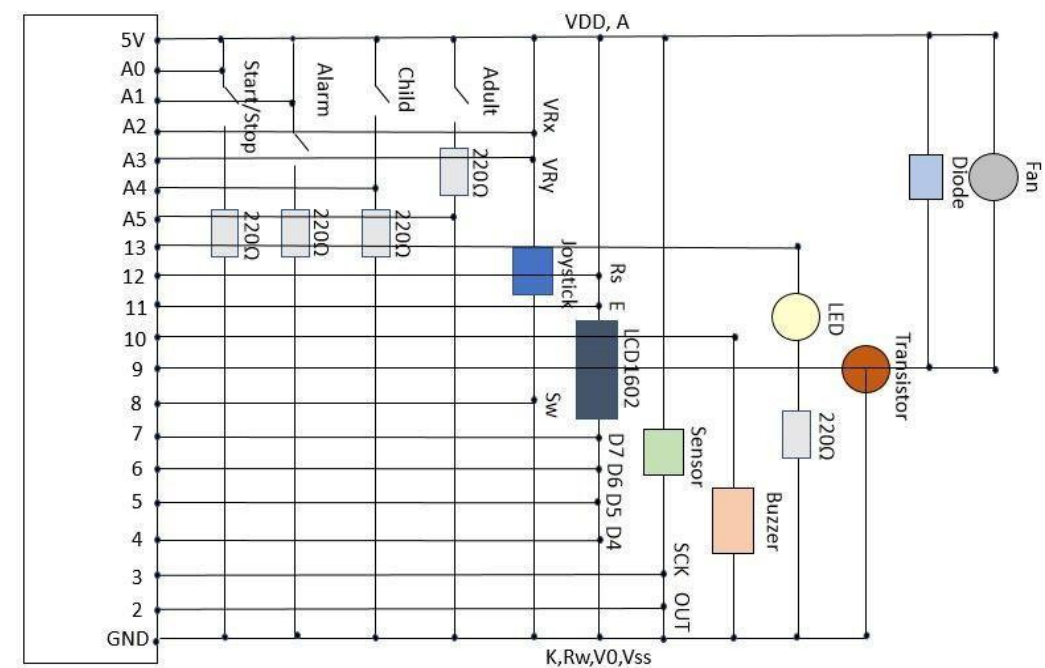 VDD, A
5V
A0
A1
A2
A3
A4
A5
13
12
11
10
9
8
7
6
5
4
3
2
GND
Start/Stop
Alarm
Child
Adult
VRx
VRy
220Ω
220Ω
220Ω
220Ω
Joystick
Sw
Rs
E
LCD1602
D7
D6
D5
D4
Sensor
SCK
OUT
Buzzer
LED
220Ω
Transistor
Diode
Fan
K,Rw,V0,Vss